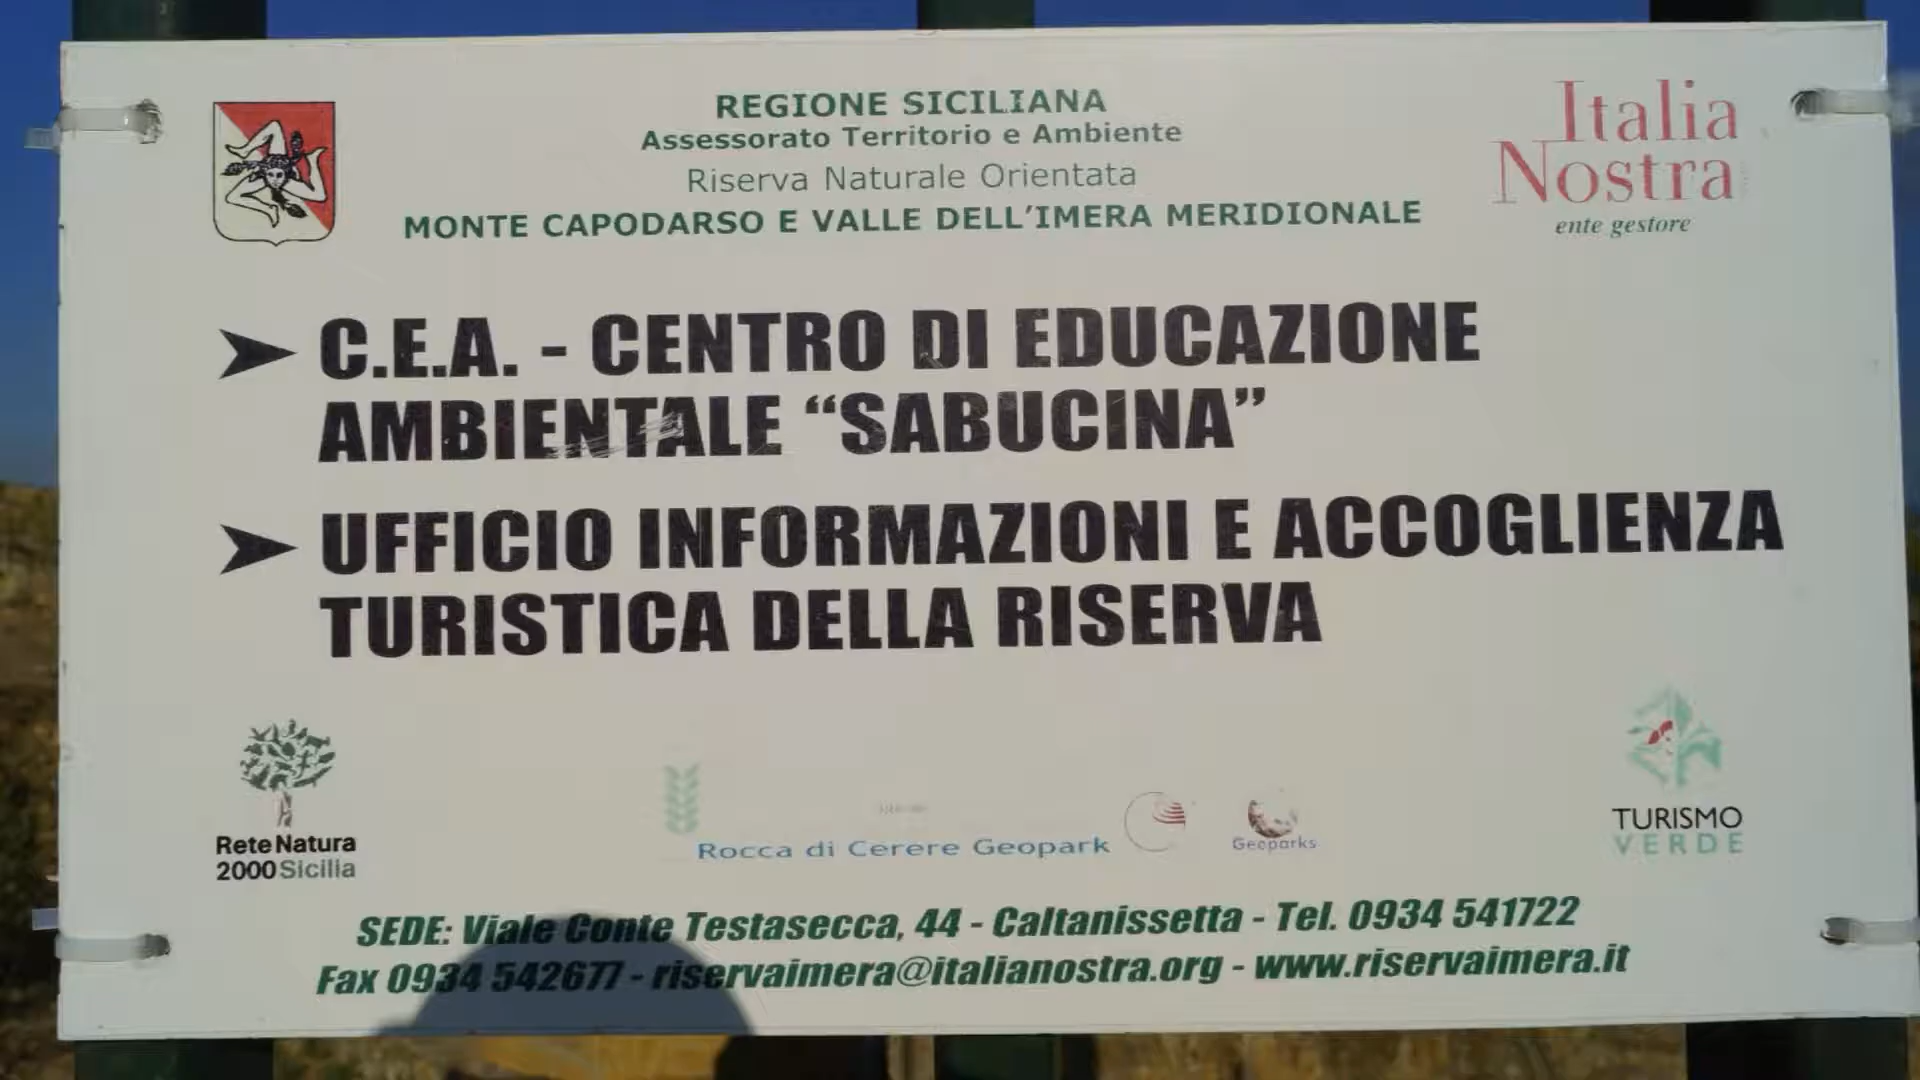 REGIONE SICILIANA
Assessorato Territorio e Ambiente
Riserva Naturale Orientata
MONTE CAPODARSO E VALLE DELL'IMERA MERIDIONALE
Italia
Nostra
ente gestore
C.E.A. - CENTRO DI EDUCAZIONE
AMBIENTALE “SABUCINA”
UFFICIO INFORMAZIONI E ACCOGLIENZA
TURISTICA DELLA RISERVA
Rete Natura
2000 Sicilia
Rocca di Cerere Geopark
Geoparks
TURISMO
VERDE
SEDE: Viale Conte Testasecca, 44 - Caltanissetta - Tel. 0934 541722
Fax 0934 542677 - riservaimera@italianostra.org - www.riservaimera.it